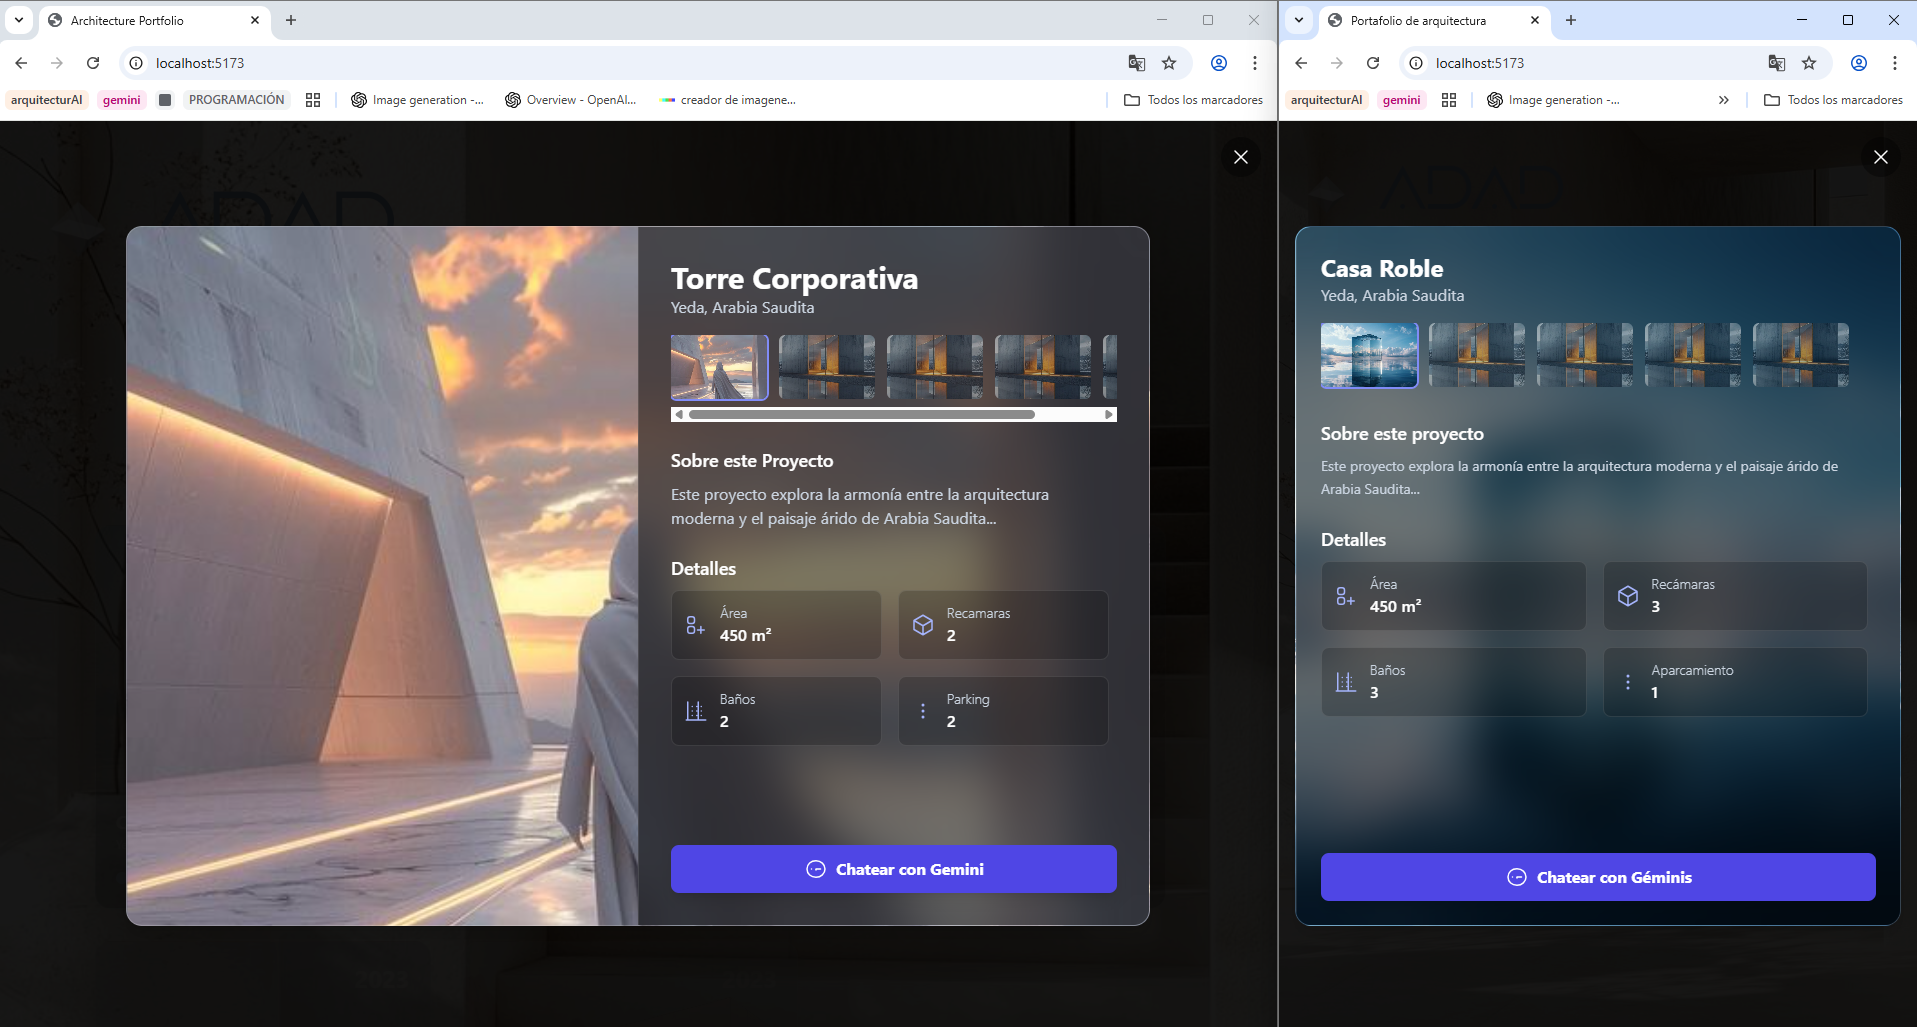 Architecture Portfolio
localhost:5173
arquitecturAI
gemini
PROGRAMACIÓN
Image generation -...
Overview - OpenAI...
creador de imagene...
Todos los marcadores
Torre Corporativa
Yeda, Arabia Saudita
Sobre este Proyecto
Este proyecto explora la armonía entre la arquitectura
moderna y el paisaje árido de Arabia Saudita...
Detalles
Área
450 m²
Recamaras
2
Baños
2
Parking
2
Chatear con Gemini
2023
Portafolio de arquitectura
localhost:5173
arquitecturAI
gemini
Image generation -...
Todos los marcadores
Casa Roble
Yeda, Arabia Saudita
Sobre este proyecto
Este proyecto explora la armonía entre la arquitectura moderna y el paisaje árido de
Arabia Saudita...
Detalles
Área
450 m²
Recámaras
3
Baños
3
Aparcamiento
1
Chatear con Géminis